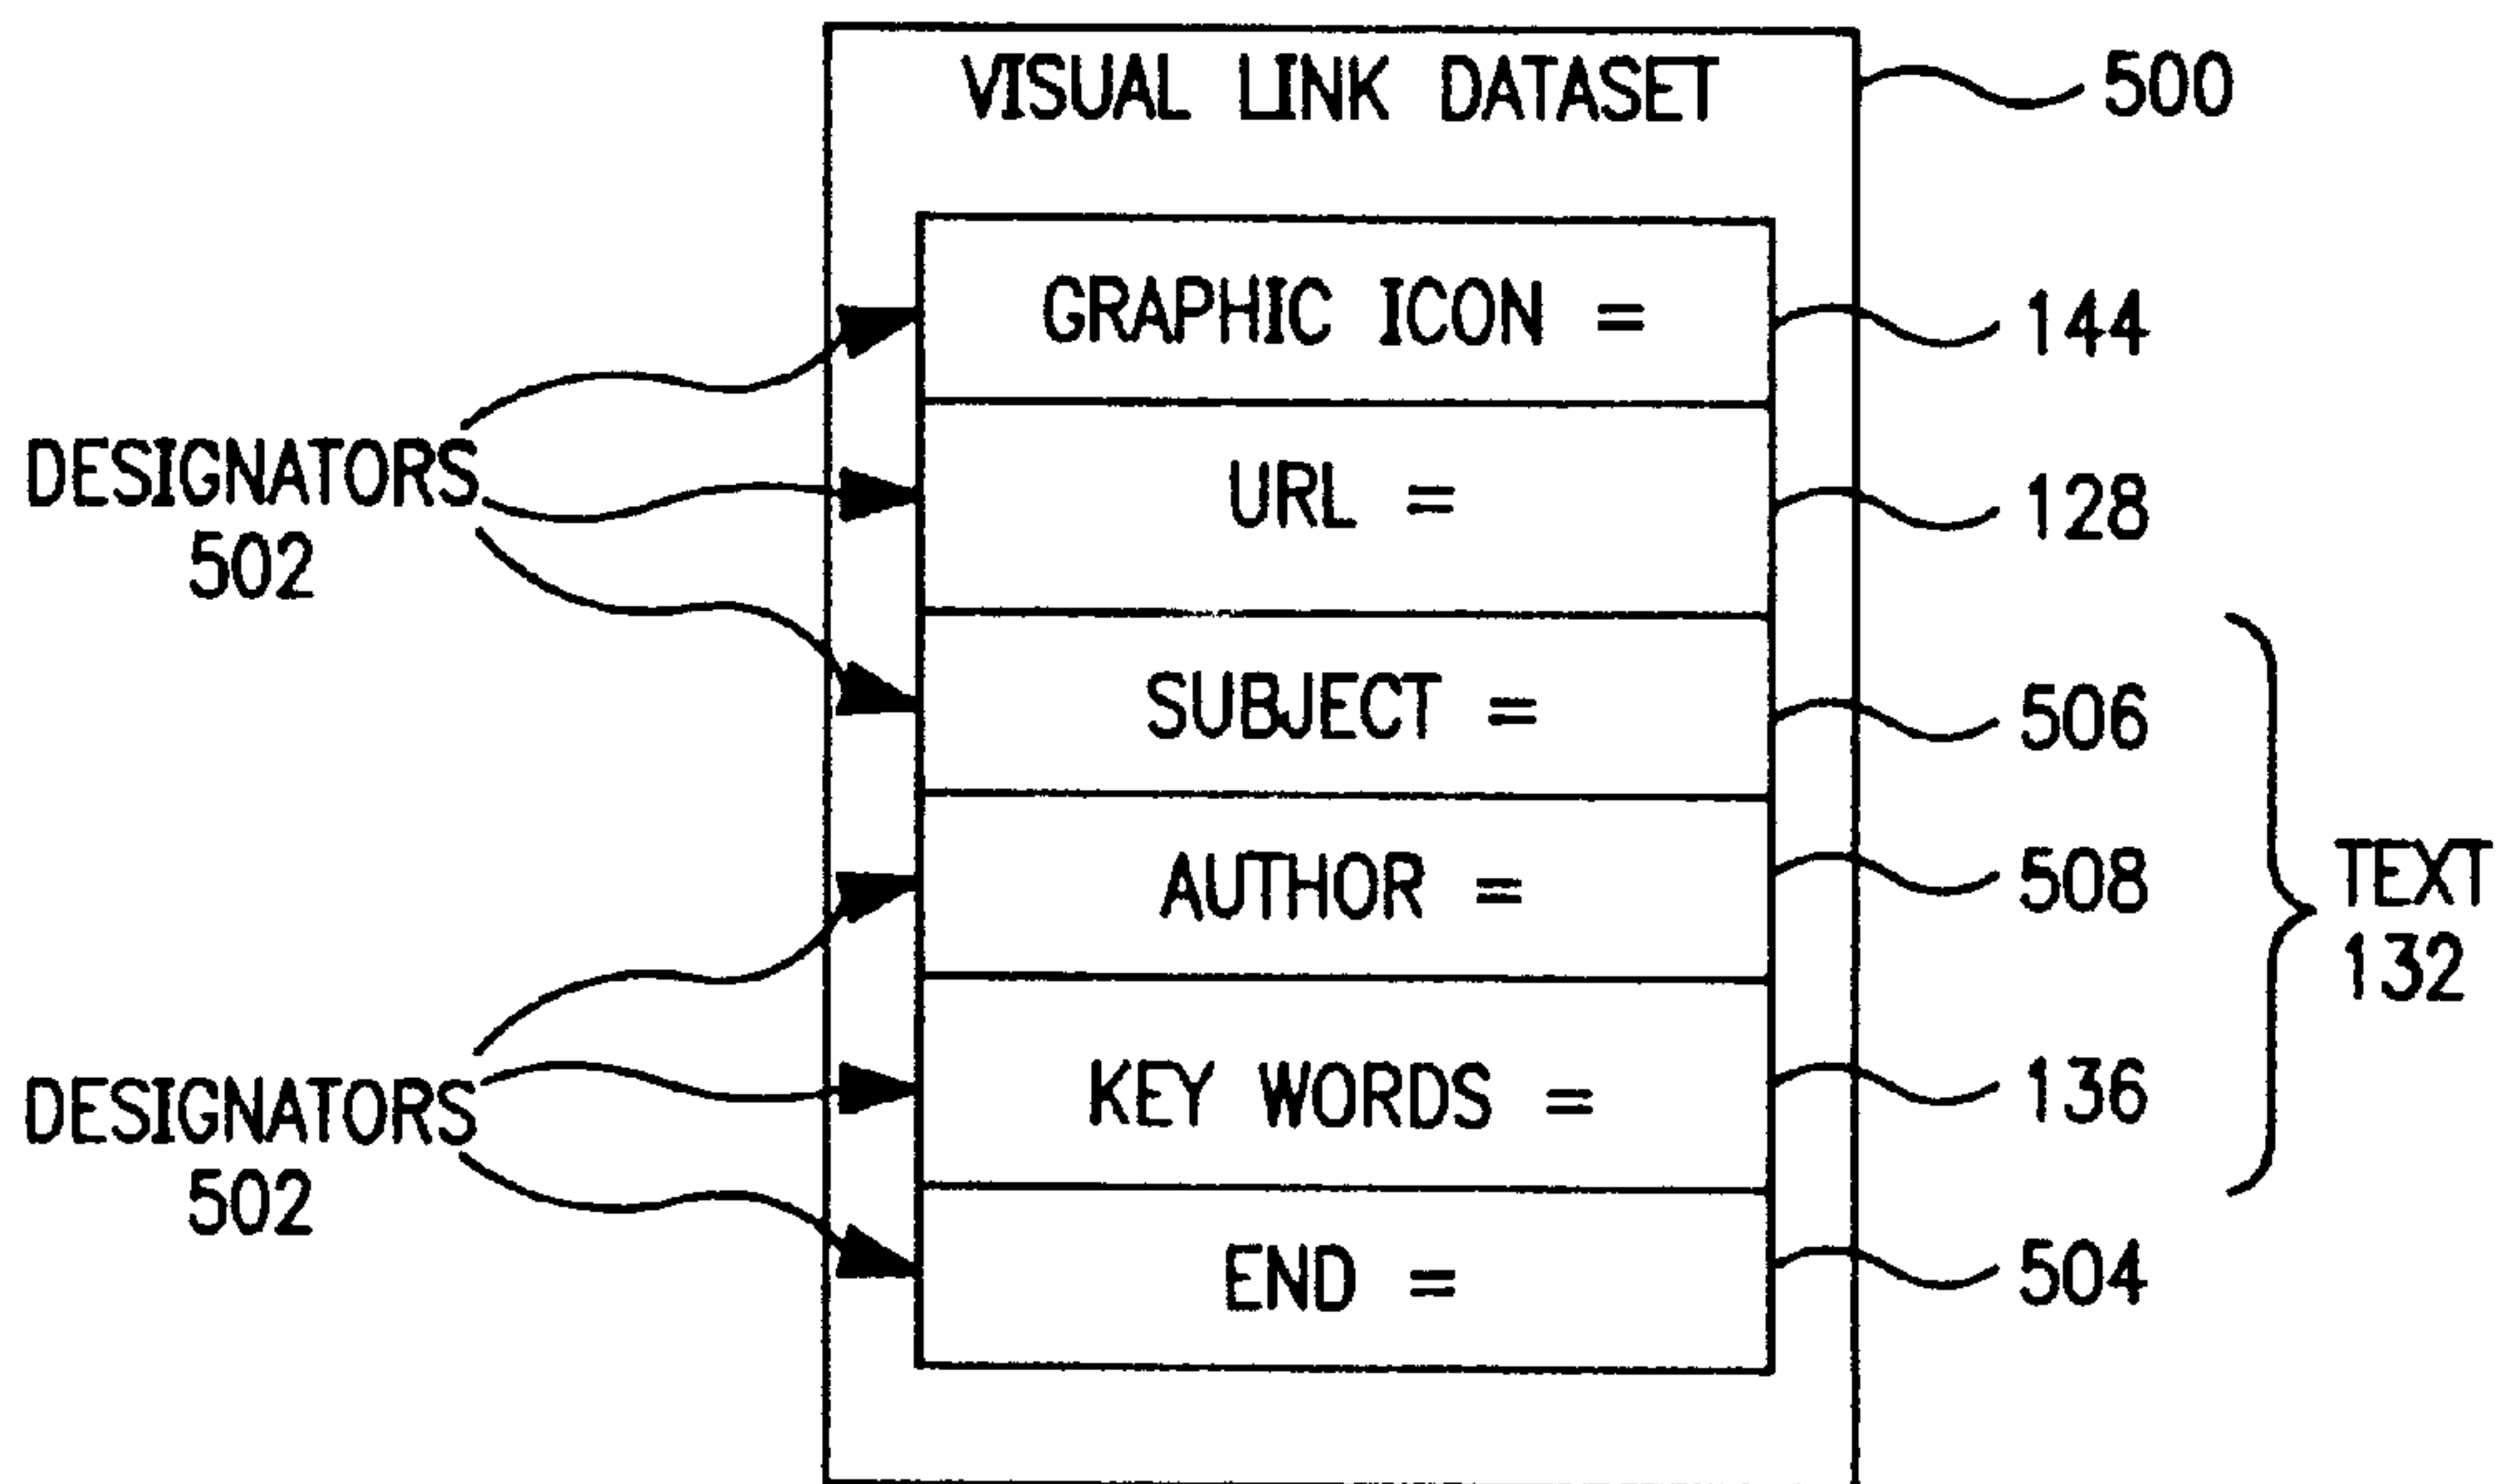 VISUAL LINK DATASET
500
GRAPHIC ICON =
144
DESIGNATORS
502
URL =
128
SUBJECT =
506
AUTHOR =
508
TEXT
132
DESIGNATORS
502
KEY WORDS =
136
END =
504